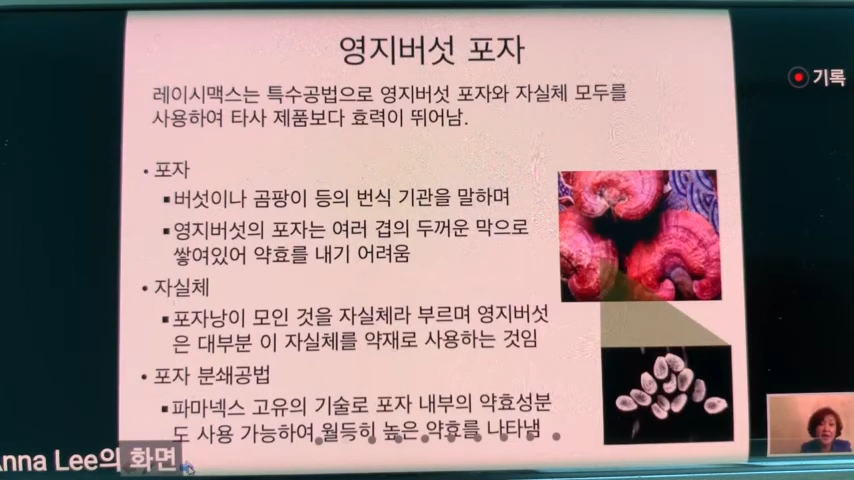 영지버섯 포자
레이시맥스는 특수공법으로 영지버섯 포자와 자실체 모두를
사용하여 타사 제품보다 효력이 뛰어남.
• 포자
▪버섯이나 곰팡이 등의 번식 기관을 말하며
▪영지버섯의 포자는 여러 겹의 두꺼운 막으로
쌓여있어 약효를 내기 어려움
• 자실체
▪포자낭이 모인 것을 자실체라 부르며 영지버섯
은 대부분 이 자실체를 약재로 사용하는 것임
• 포자 분쇄공법
▪파마넥스 고유의 기술로 포자 내부의 약효성분
도 사용 가능하여 월등히 높은 약효를 나타냄
기록
Anna Lee의 화면